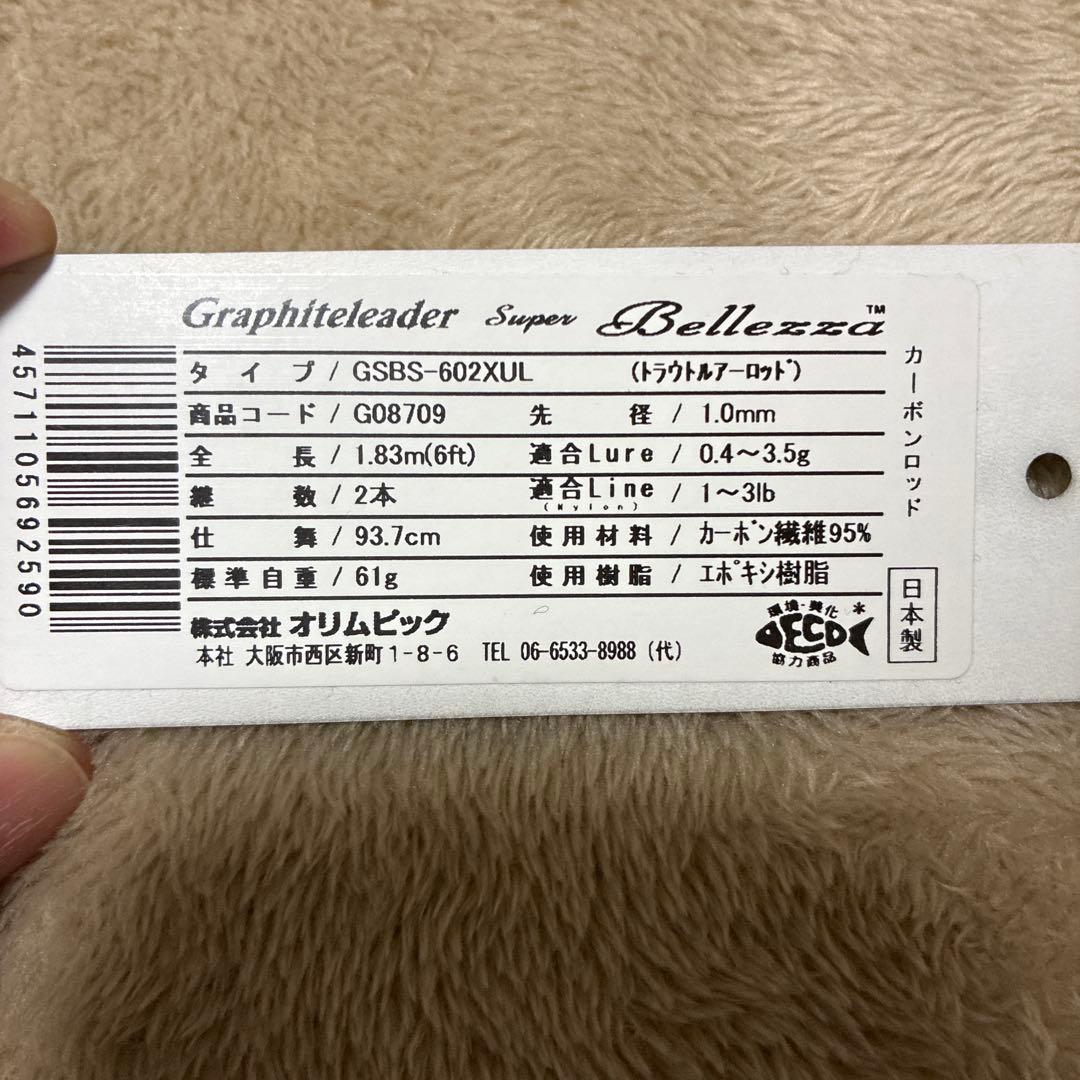 Graphiteleader Super Bellezza™
タイプ / GSBS-602XUL (トラウトルアーロッド)
商品コード / G08709 先径 / 1.0mm
全長 / 1.83m(6ft) 適合Lure / 0.4〜3.5g
継数 / 2本 適合Line / 1〜3lb
(Nylon)
仕舞 / 93.7cm 使用材料 / カーボン繊維95%
標準自重 / 61g 使用樹脂 / エポキシ樹脂
株式会社 オリムピック
本社 大阪市西区新町1-8-6 TEL 06-6533-8988 (代)
環境・美化
ECO
協力商品
カーボンロッド
日本製
4571105692590